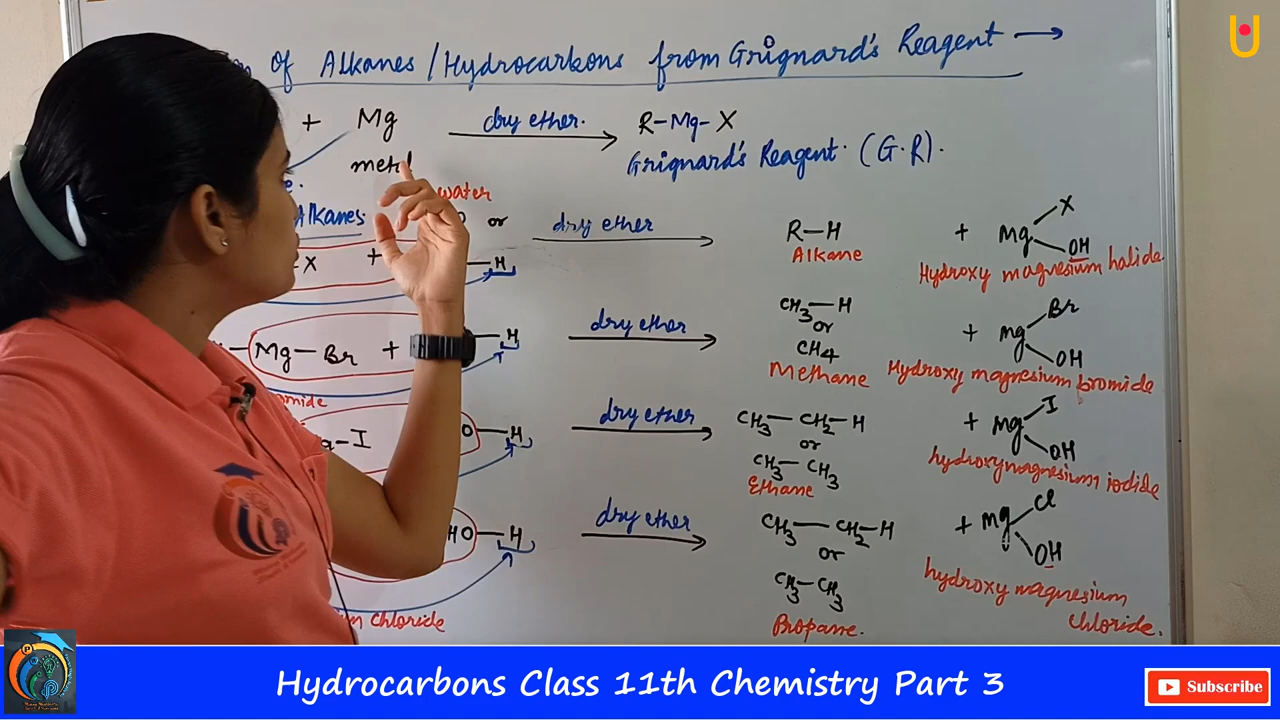 of Alkanes/Hydrocarbons from Grignard's Reagent →
+ Mg dry ether. R-Mg-X
Grignard's Reagent. (G.R).
water
Alkanes.
or dry ether R-H + Mg X OH
Alkane Hydroxy magnesium halide
X + H
Mg-Br + H dry ether CH3-H + Mg Br OH
or
CH4
Methane Hydroxy magnesium bromide
-I O-H dry ether CH3-CH2-H + Mg I OH
or
CH3-CH3
Ethane hydroxymagnesium iodide
HO-H dry ether CH3-CH2-H + Mg Cl OH
or
CH3-CH3
Propane. hydroxy magnesium chloride.
Chloride
Hydrocarbons Class 11th Chemistry Part 3
Subscribe